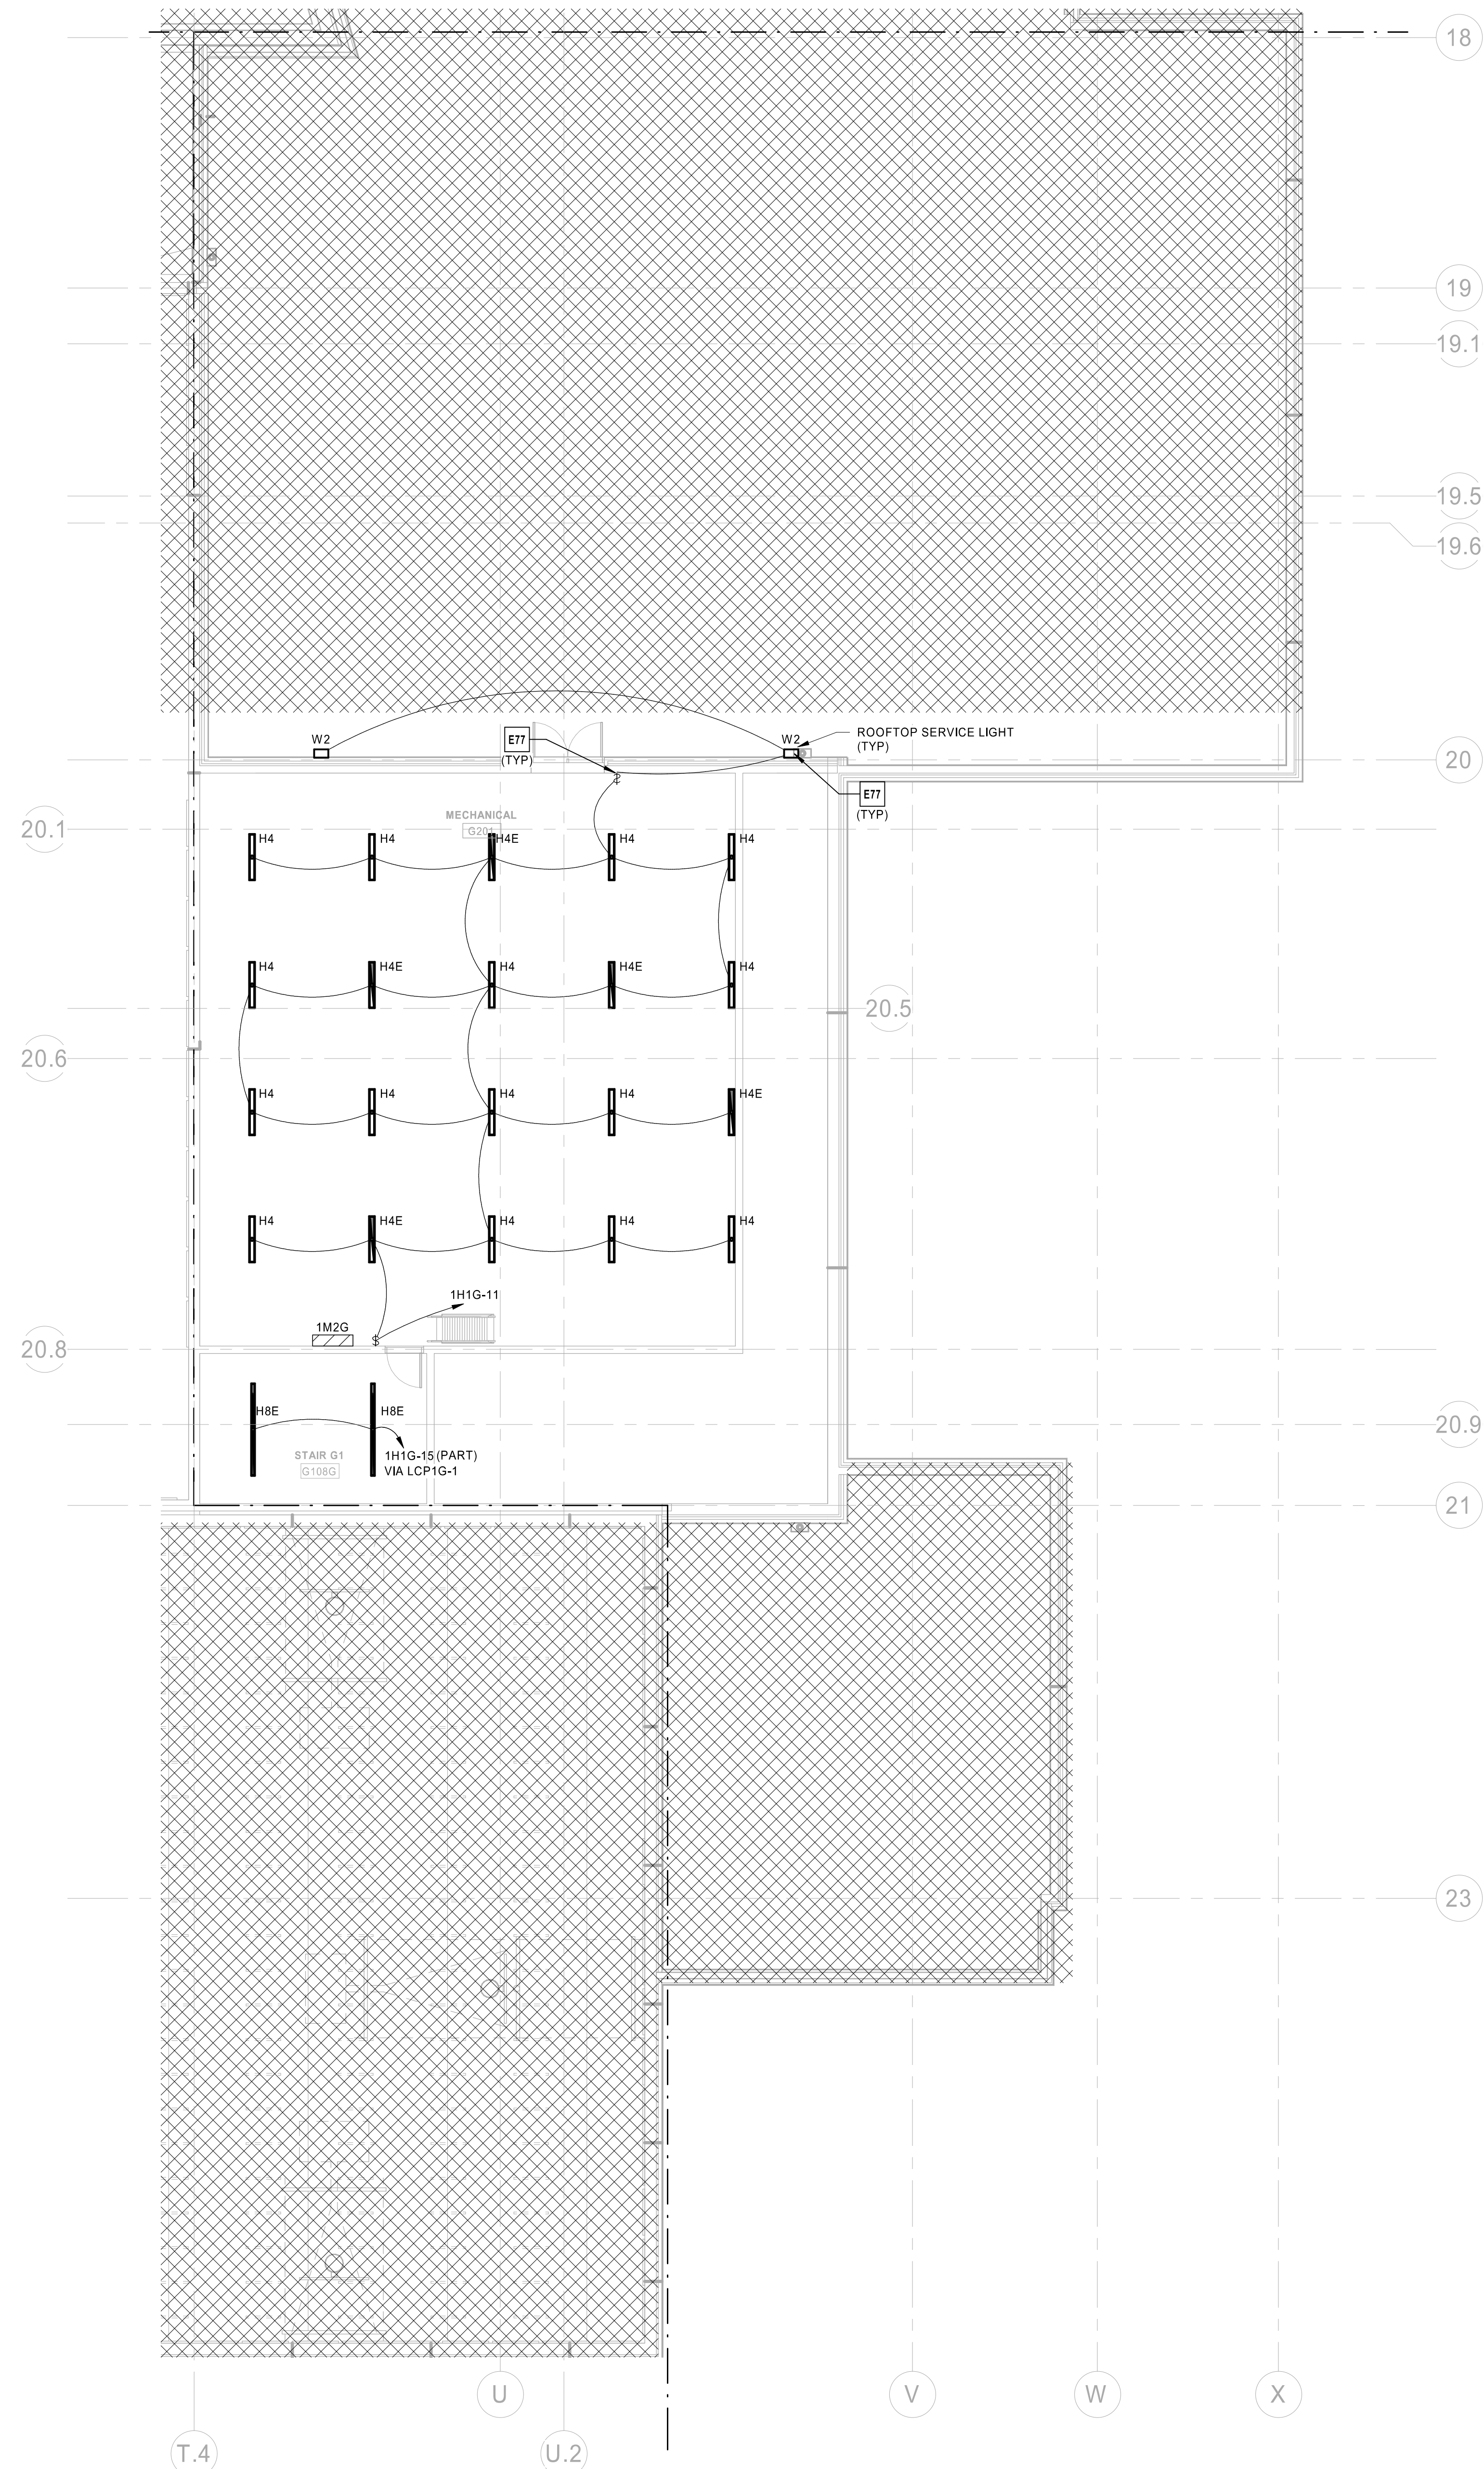 18
19
19.1
19.5
19.6
W2
E77
(TYP)
W2
ROOFTOP SERVICE LIGHT
(TYP)
20
E77
(TYP)
MECHANICAL
G201
20.1
H4
H4
H4E
H4
H4
H4
H4E
H4
H4E
H4
20.5
20.6
H4
H4
H4
H4
H4E
H4
H4E
H4
H4
H4
1H1G-11
1M2G
$
20.8
H8E
H8E
20.9
STAIR G1
G108G
1H1G-15 (PART)
VIA LCP1G-1
21
23
U
V
W
X
T.4
U.2